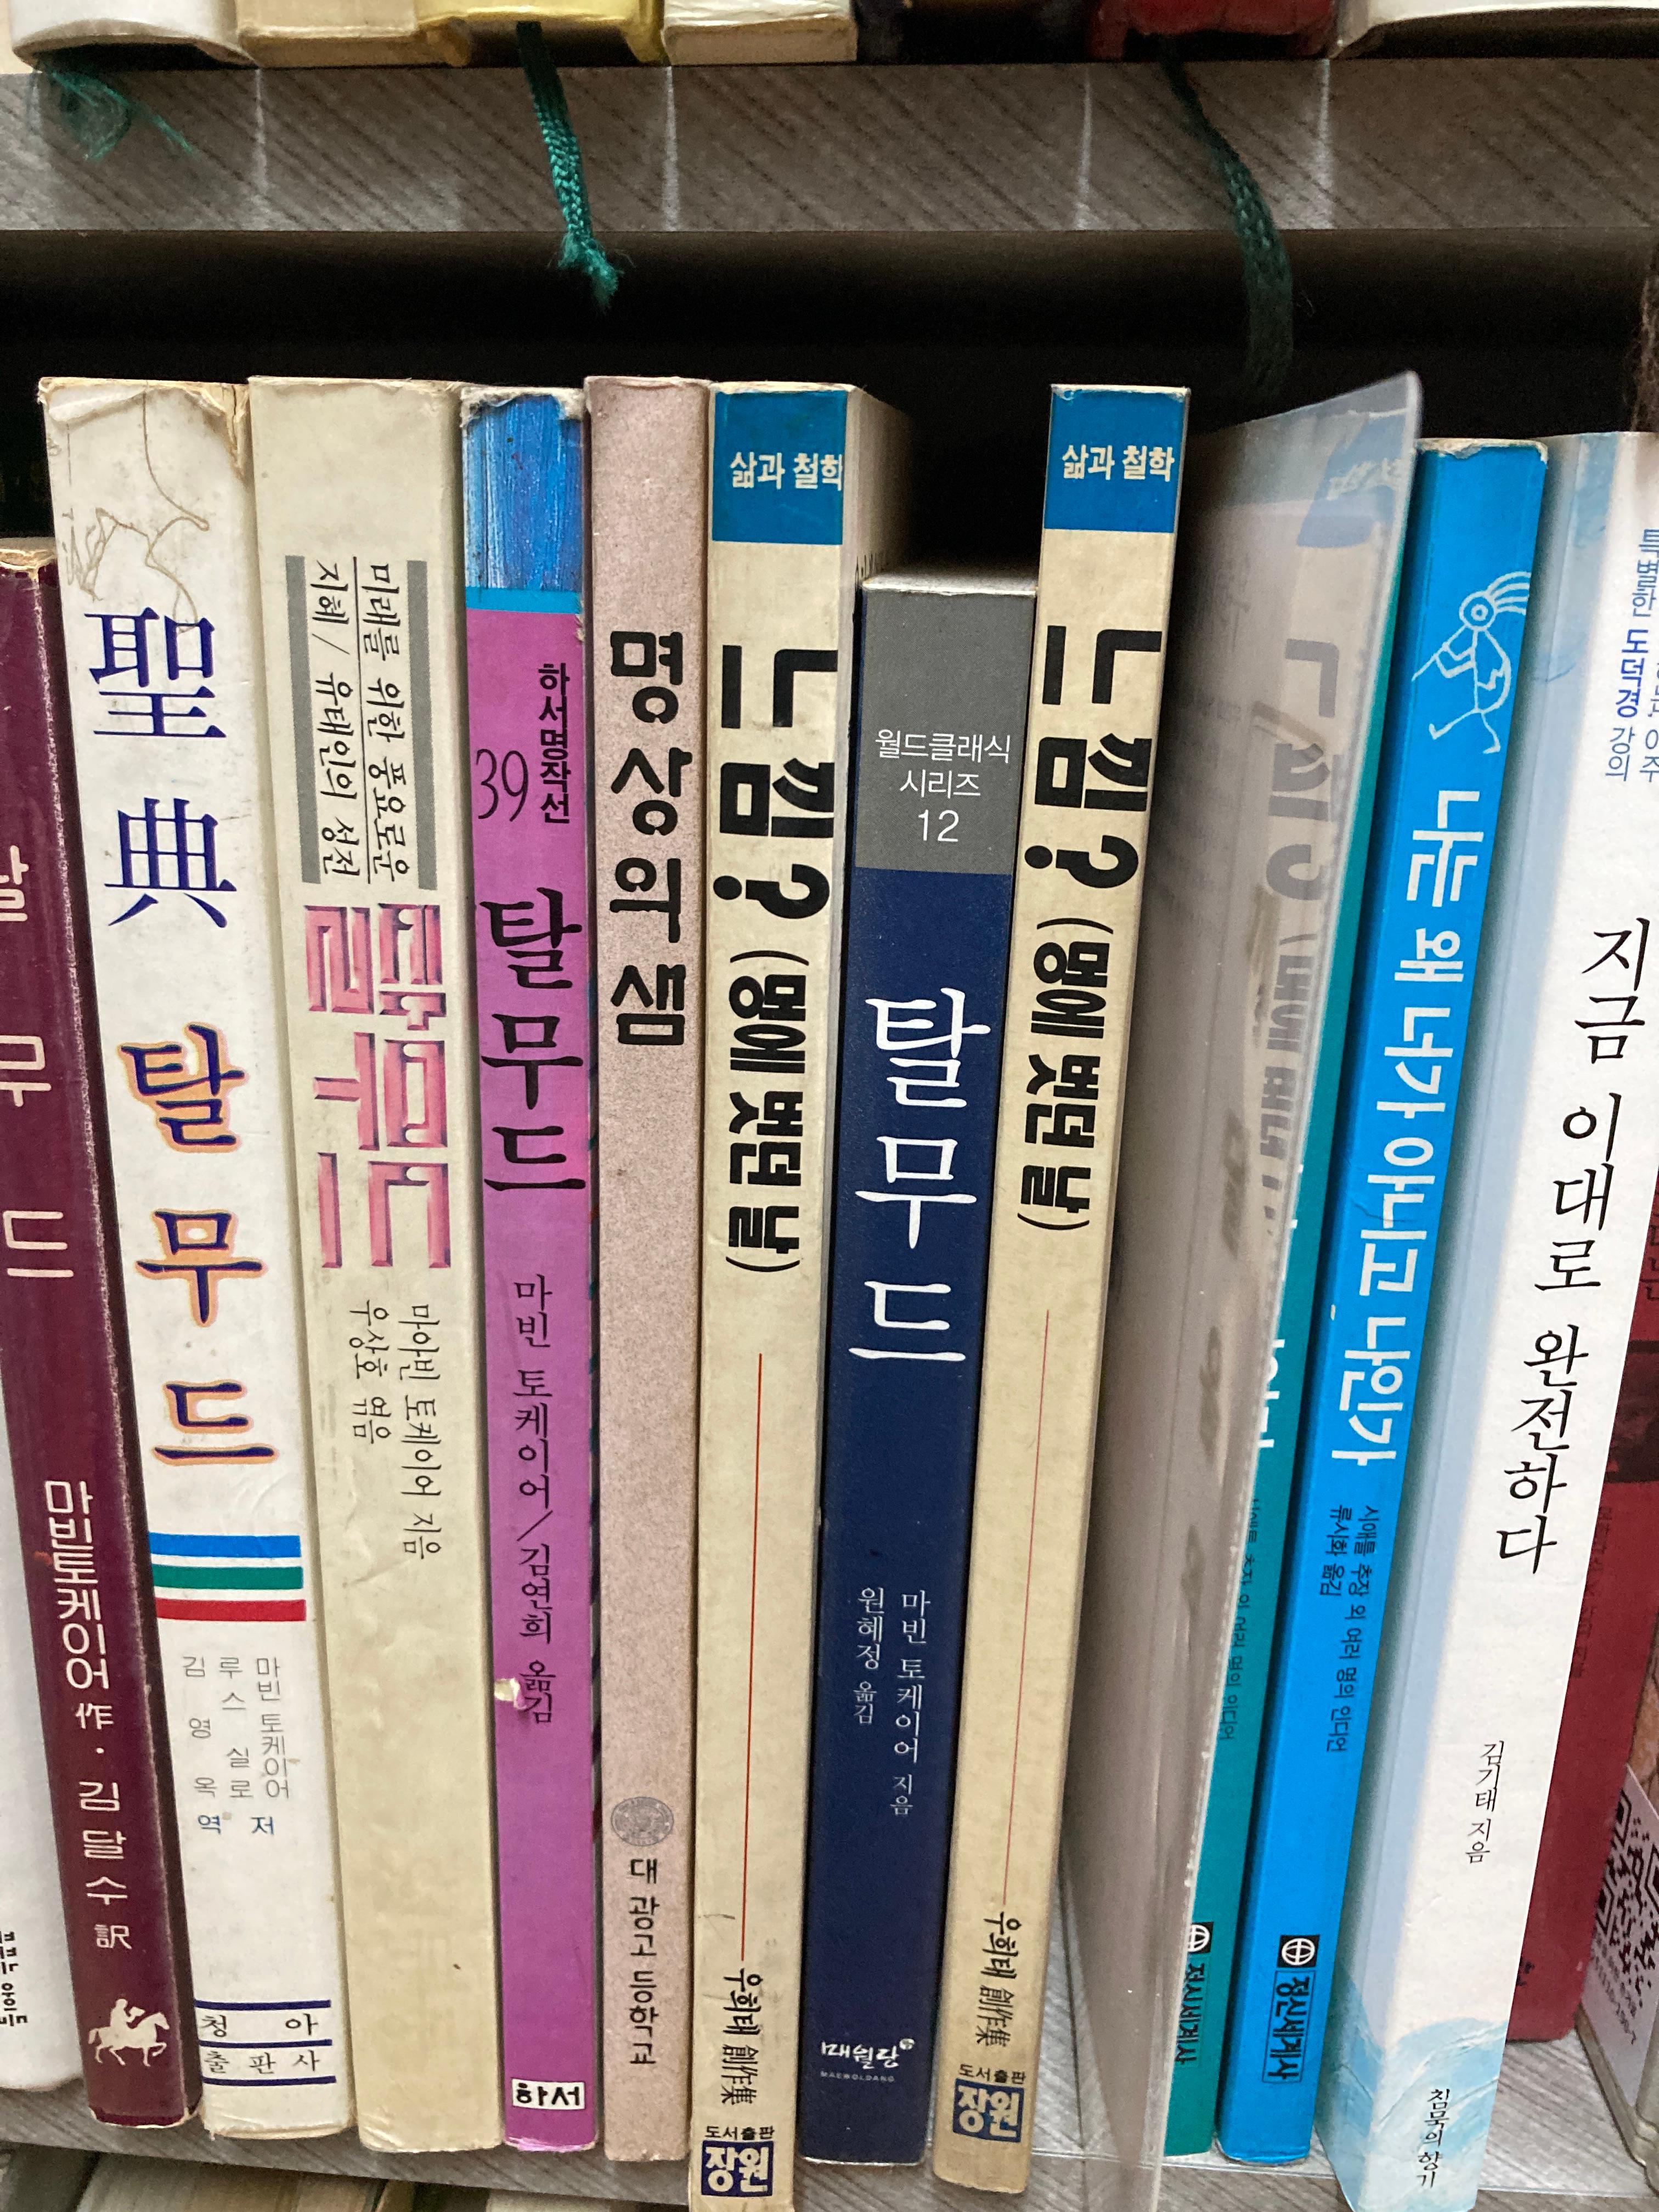 탈무드
마빈토케이어 作·김달수 訳
聖典 탈무드
마빈 토케이어
루스 실로 저
김영옥 역
청아
출판사
미래를 위한 풍요로운
지혜/ 유태인의 성전
탈무드
마아빈 토케이어 지음
우상호 엮음
하서명작선
39
탈무드
마빈 토케이어/김연희 옮김
하서
명상의 샘
대광고등학교
삶과 철학
느낌? (멍에 벗던 날)
우희태 創作集
도서출판
장원
월드클래식
시리즈
12
탈무드
마빈 토케이어 지음
원혜정 옮김
매월당
MAEWOLDANG
삶과 철학
느낌? (멍에 벗던 날)
우희태 創作集
도서출판
장원
정신세계사
나는 왜 너가 아니고 나인가
시애틀 추장 외 여러 명의 인디언
류시화 옮김
정신세계사
특별한 도덕경 강의
지금 이대로 완전하다
김기태 지음
침묵의 향기